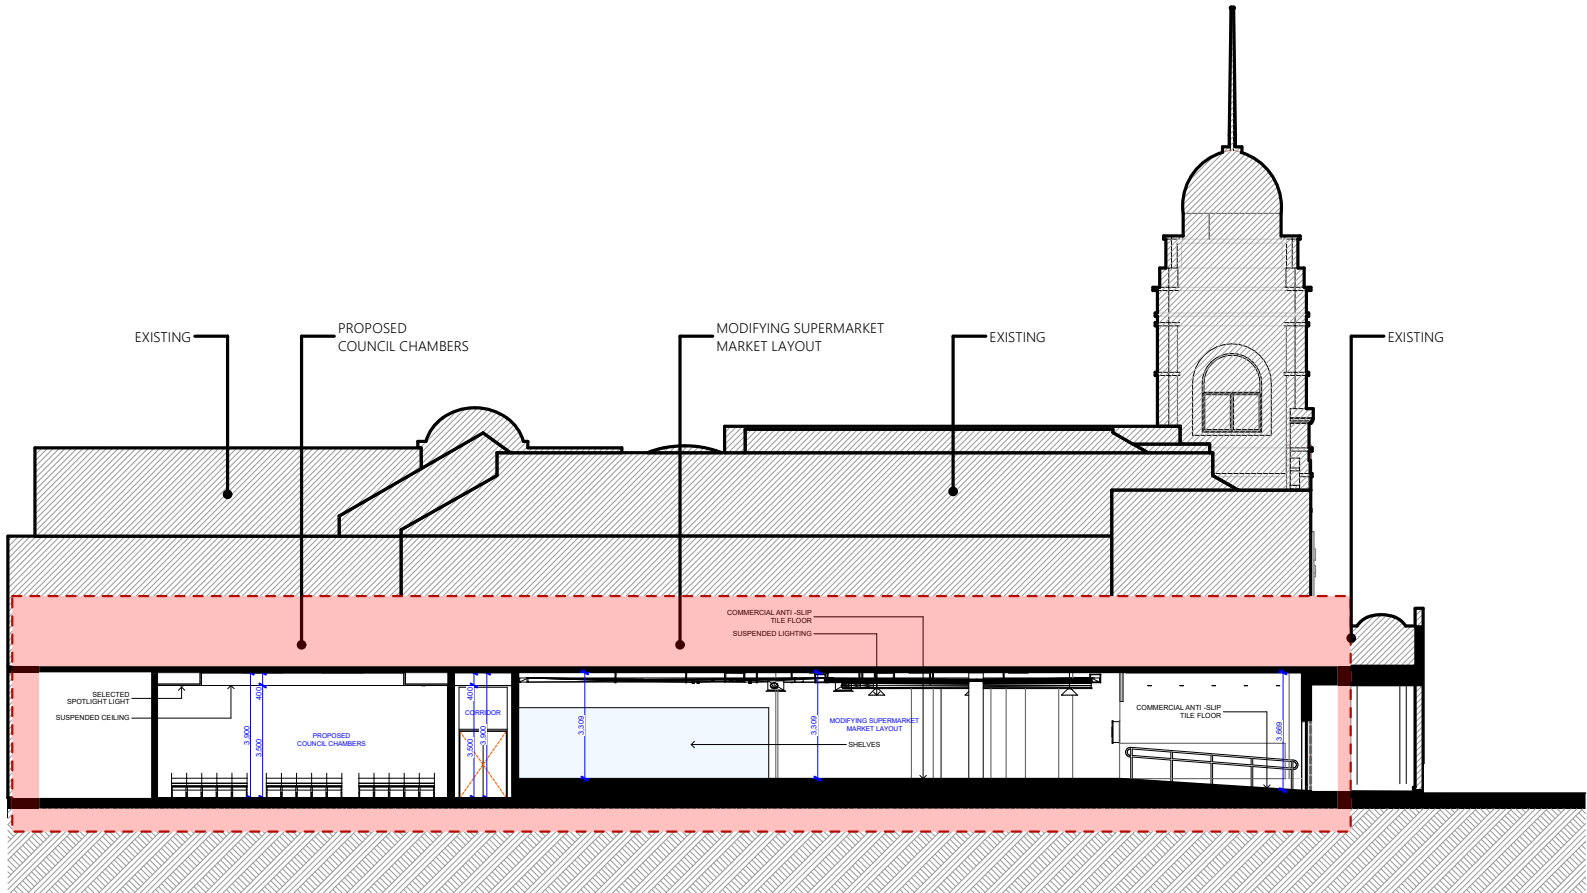 EXISTING
PROPOSED
COUNCIL CHAMBERS
MODIFYING SUPERMARKET
MARKET LAYOUT
EXISTING
EXISTING
COMMERCIAL ANTI -SLIP
TILE FLOOR
SUSPENDED LIGHTING
SELECTED
SPOTLIGHT LIGHT
SUSPENDED CEILING
400
3.900
3.500
PROPOSED
COUNCIL CHAMBERS
400
CORRIDOR
3.500
3.900
3.309
3.309
MODIFYING SUPERMARKET
MARKET LAYOUT
SHELVES
COMMERCIAL ANTI -SLIP
TILE FLOOR
3.669